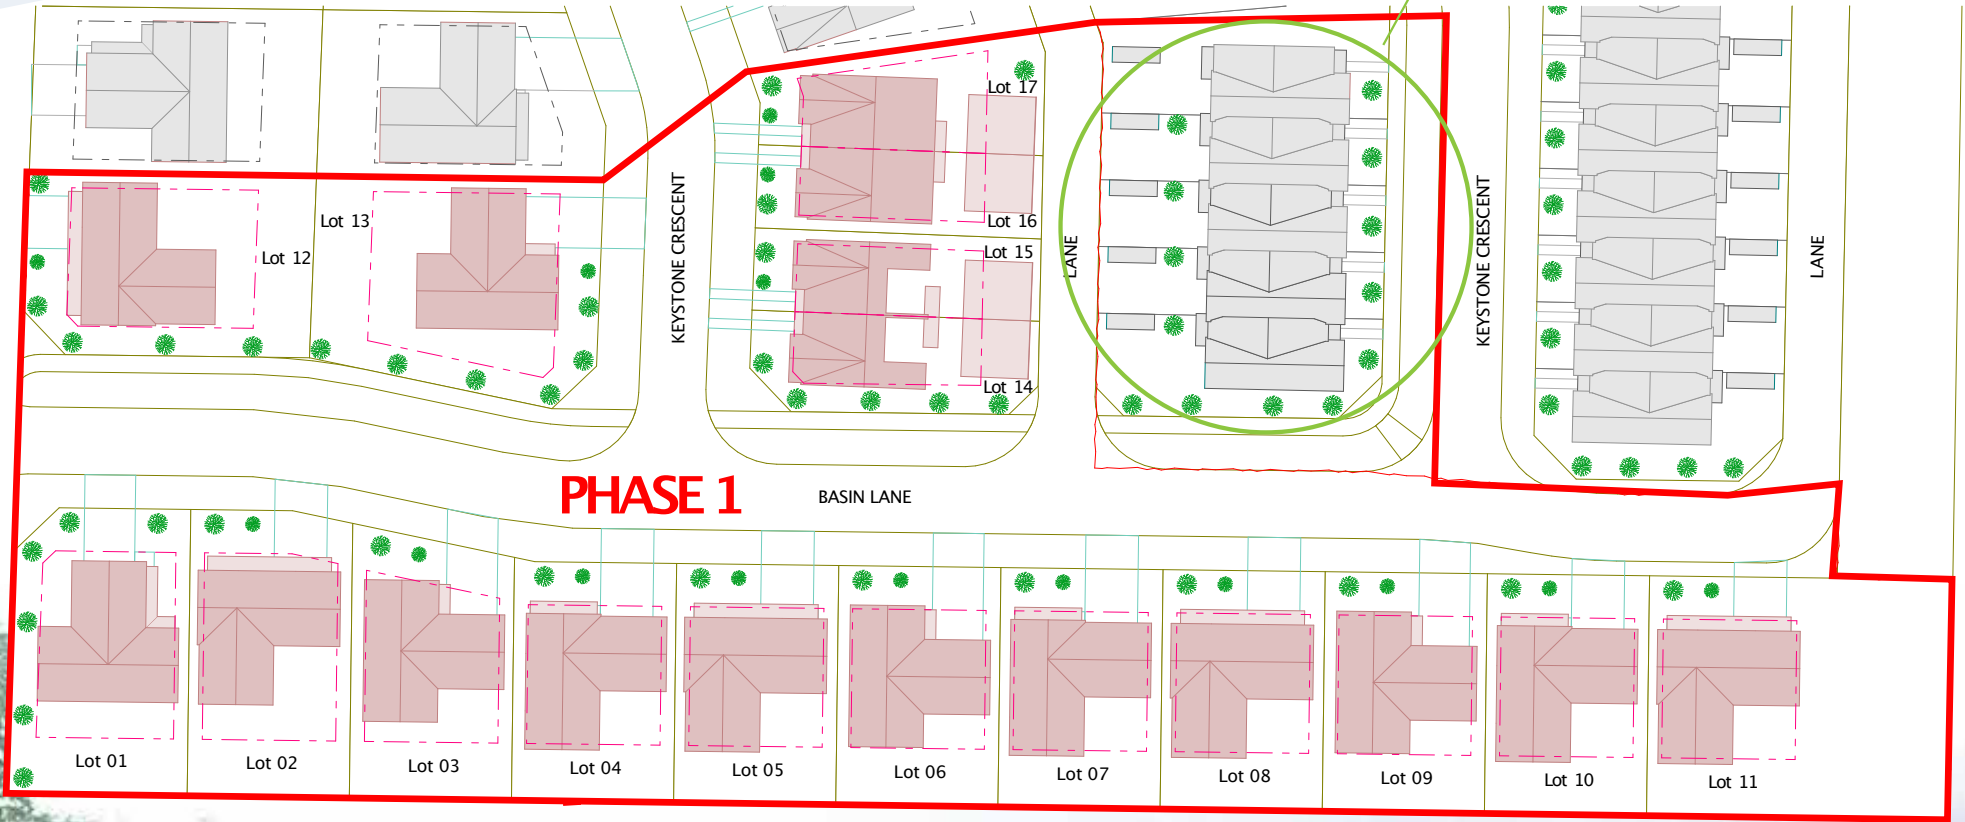 Lot 17
Lot 13
Lot 16
Lot 12
Lot 15
KEYSTONE CRESCENT
LANE
KEYSTONE CRESCENT
LANE
Lot 14
PHASE 1
BASIN LANE
Lot 01
Lot 02
Lot 03
Lot 04
Lot 05
Lot 06
Lot 07
Lot 08
Lot 09
Lot 10
Lot 11